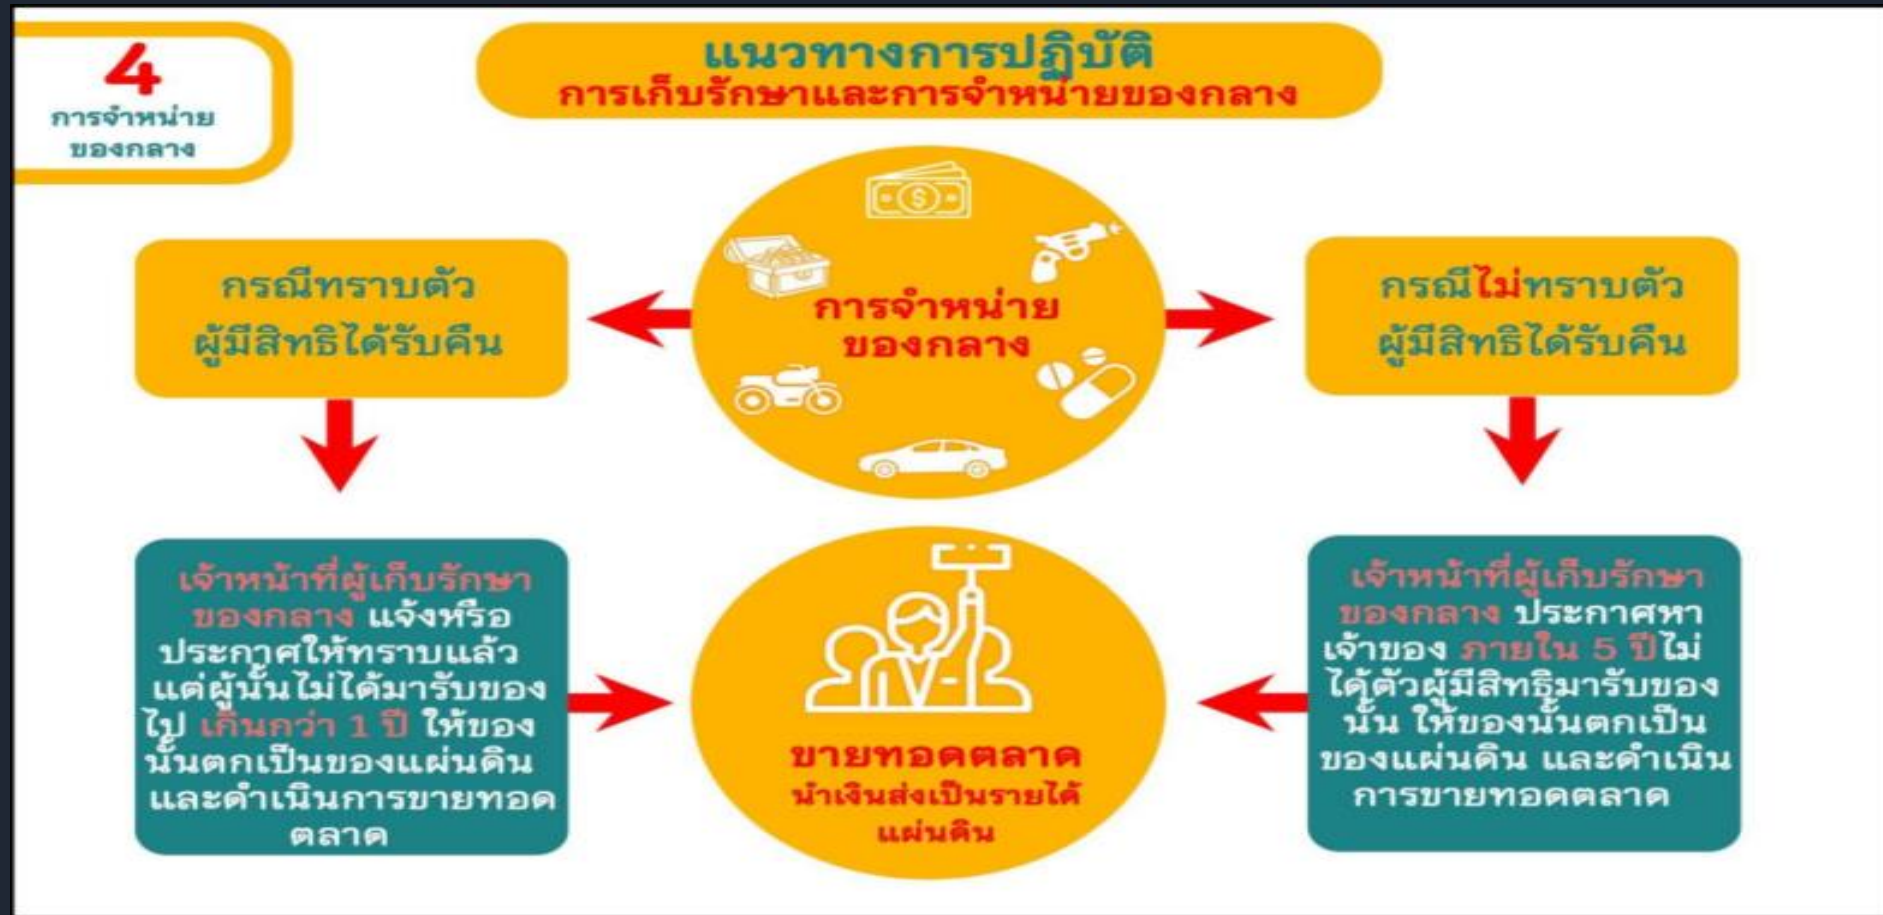 4
การจำหน่าย
ของกลาง
แนวทางการปฏิบัติ
การเก็บรักษาและการจำหน่ายของกลาง
กรณีทราบตัว
ผู้มีสิทธิได้รับคืน
การจำหน่าย
ของกลาง
กรณีไม่ทราบตัว
ผู้มีสิทธิได้รับคืน
เจ้าหน้าที่ผู้เก็บรักษา
ของกลาง แจ้งหรือ
ประกาศให้ทราบแล้ว
แต่ผู้นั้นไม่ได้มารับของ
ไป เกินกว่า 1 ปี ให้ของ
นั้นตกเป็นของแผ่นดิน
และดำเนินการขายทอด
ตลาด
ขายทอดตลาด
นำเงินส่งเป็นรายได้
แผ่นดิน
เจ้าหน้าที่ผู้เก็บรักษา
ของกลาง ประกาศหา
เจ้าของ ภายใน 5 ปีไม่
ได้ตัวผู้มีสิทธิมารับของ
นั้น ให้ของนั้นตกเป็น
ของแผ่นดิน และดำเนิน
การขายทอดตลาด